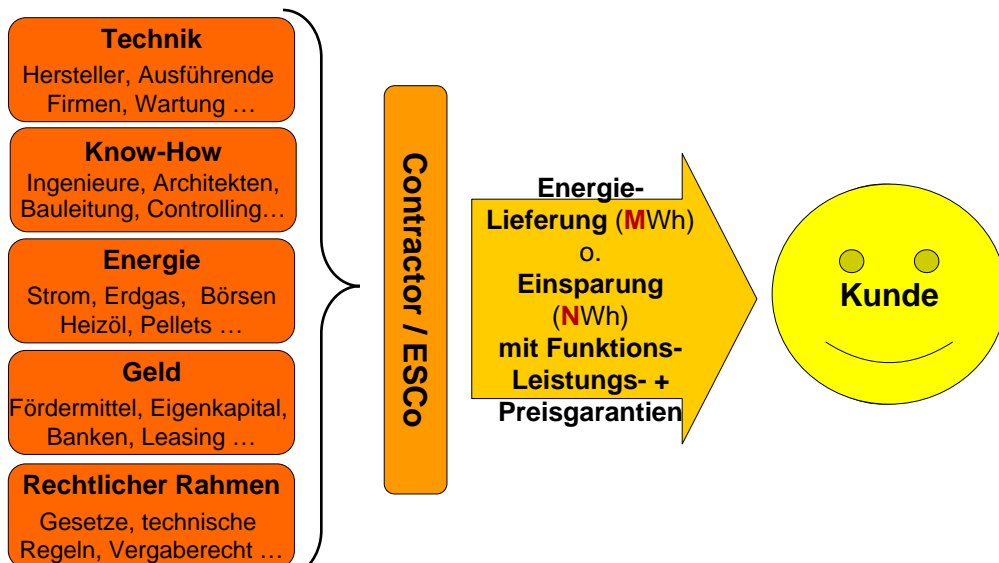 Technik
Hersteller, Ausführende
Firmen, Wartung …
Know-How
Ingenieure, Architekten,
Bauleitung, Controlling…
Energie
Strom, Erdgas, Börsen
Heizöl, Pellets …
Geld
Fördermittel, Eigenkapital,
Banken, Leasing …
Rechtlicher Rahmen
Gesetze, technische
Regeln, Vergaberecht …
Contractor / ESCo
Energie-
Lieferung (MWh)
o.
Einsparung
(NWh)
mit Funktions-
Leistungs- +
Preisgarantien
Kunde